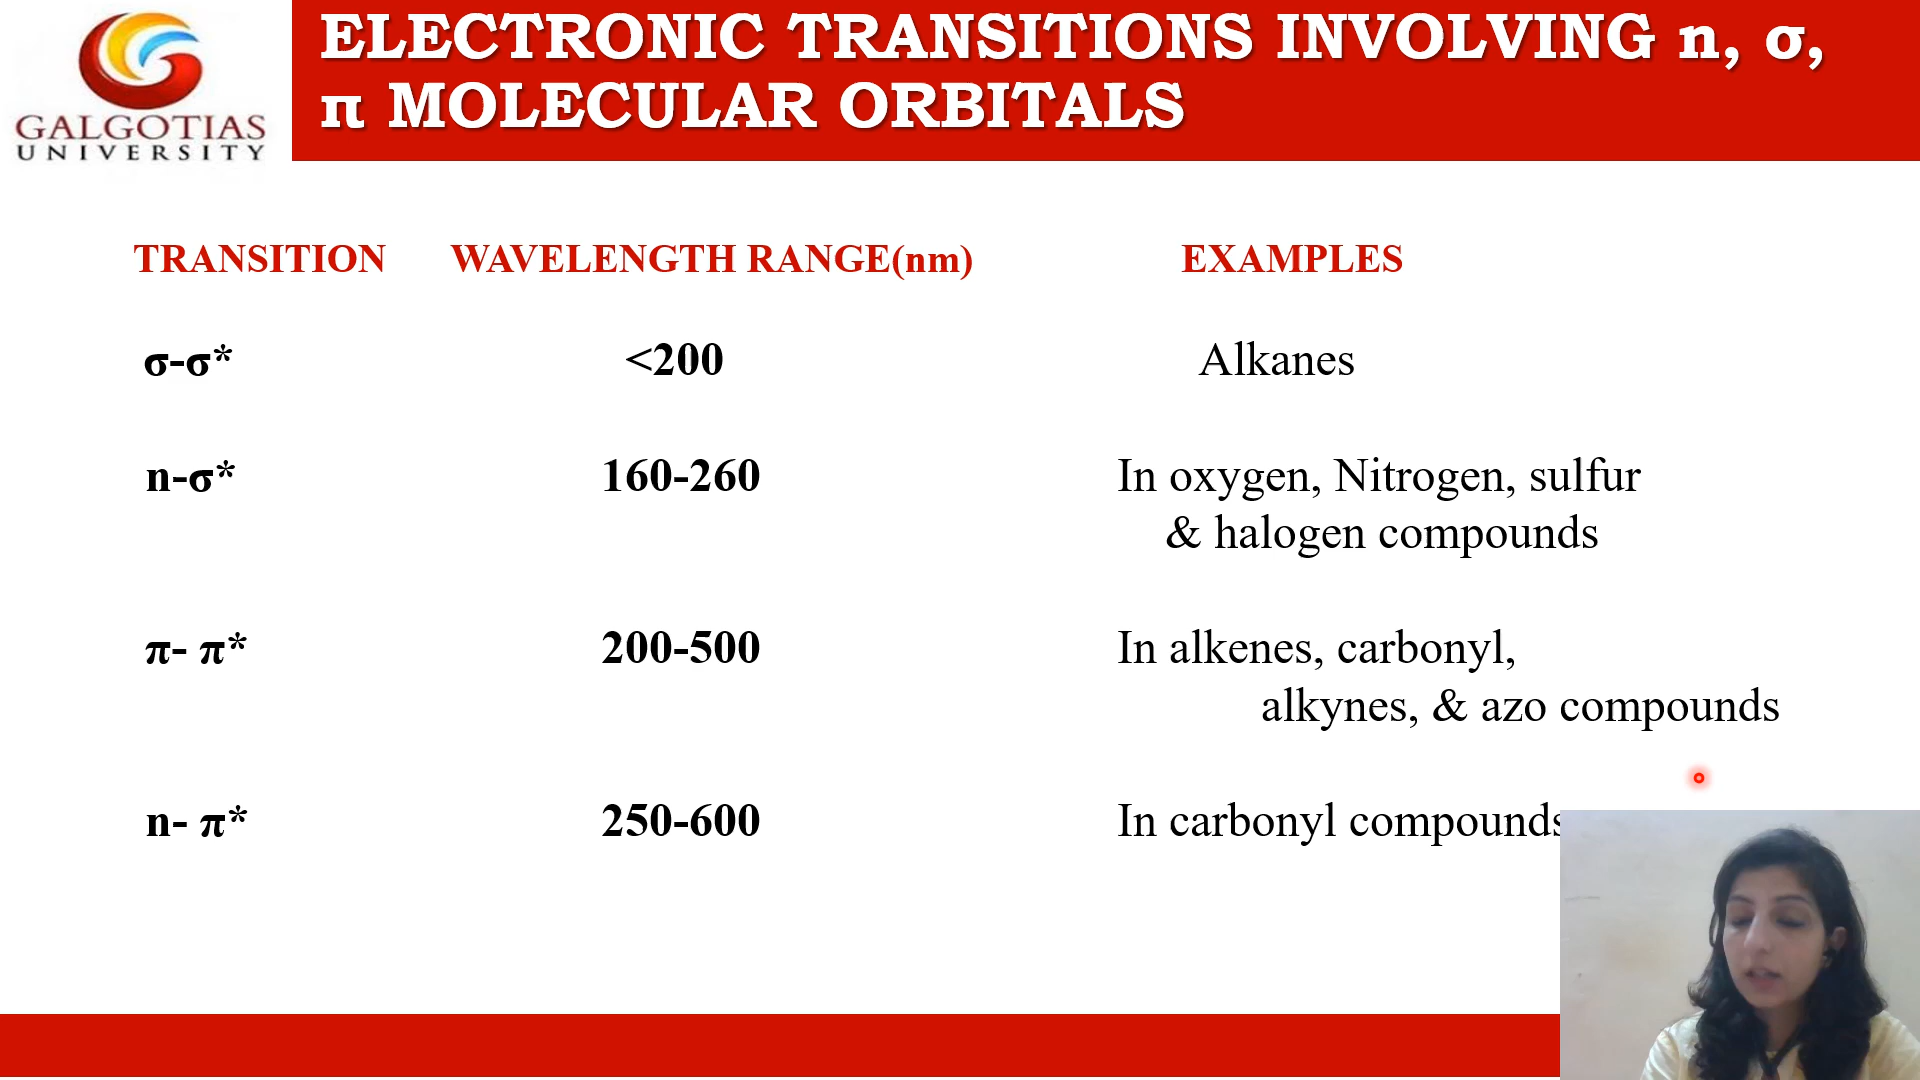 GALGOTIAS
UNIVERSITY
ELECTRONIC TRANSITIONS INVOLVING n, σ,
π MOLECULAR ORBITALS
TRANSITION WAVELENGTH RANGE(nm) EXAMPLES
σ-σ* <200 Alkanes
n-σ* 160-260 In oxygen, Nitrogen, sulfur
& halogen compounds
π- π* 200-500 In alkenes, carbonyl,
alkynes, & azo compounds
n- π* 250-600 In carbonyl compounds